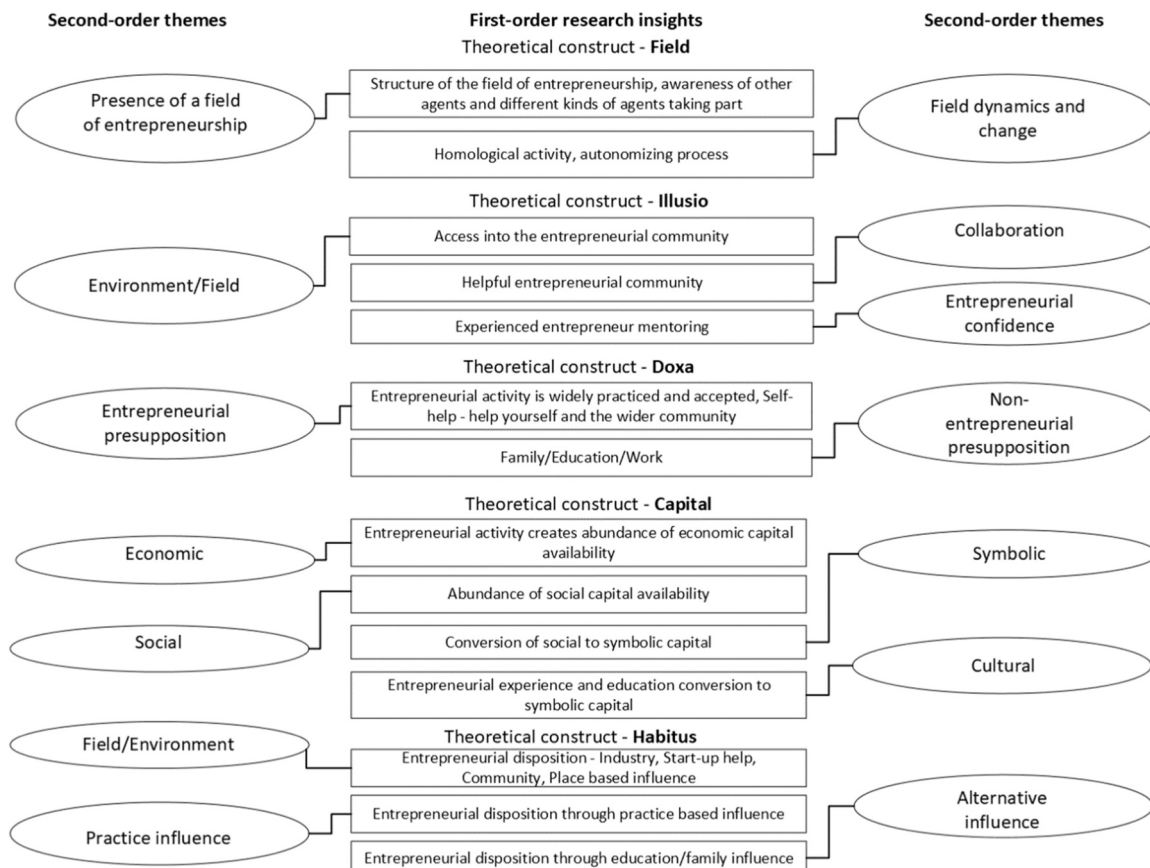 Second-order themes
First-order research insights
Second-order themes
Theoretical construct - Field
Presence of a field
of entrepreneurship
Structure of the field of entrepreneurship, awareness of other
agents and different kinds of agents taking part
Field dynamics and
change
Homological activity, autonomizing process
Theoretical construct - Illusio
Environment/Field
Access into the entrepreneurial community
Collaboration
Helpful entrepreneurial community
Experienced entrepreneur mentoring
Entrepreneurial
confidence
Theoretical construct - Doxa
Entrepreneurial
presupposition
Entrepreneurial activity is widely practiced and accepted, Self-
help - help yourself and the wider community
Non-
entrepreneurial
presupposition
Family/Education/Work
Theoretical construct - Capital
Economic
Entrepreneurial activity creates abundance of economic capital
availability
Symbolic
Social
Abundance of social capital availability
Conversion of social to symbolic capital
Cultural
Entrepreneurial experience and education conversion to
symbolic capital
Field/Environment
Theoretical construct - Habitus
Entrepreneurial disposition - Industry, Start-up help,
Community, Place based influence
Practice influence
Entrepreneurial disposition through practice based influence
Alternative
influence
Entrepreneurial disposition through education/family influence